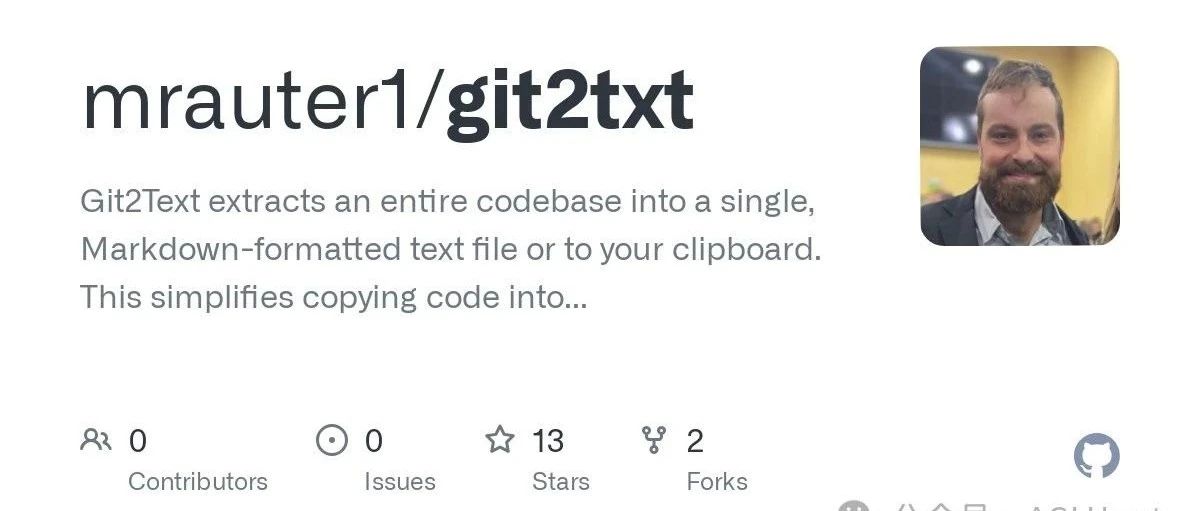 mrauter1/git2txt
Git2Text extracts an entire codebase into a single,
Markdown-formatted text file or to your clipboard.
This simplifies copying code into...
0
Contributors
0
Issues
13
Stars
2
Forks